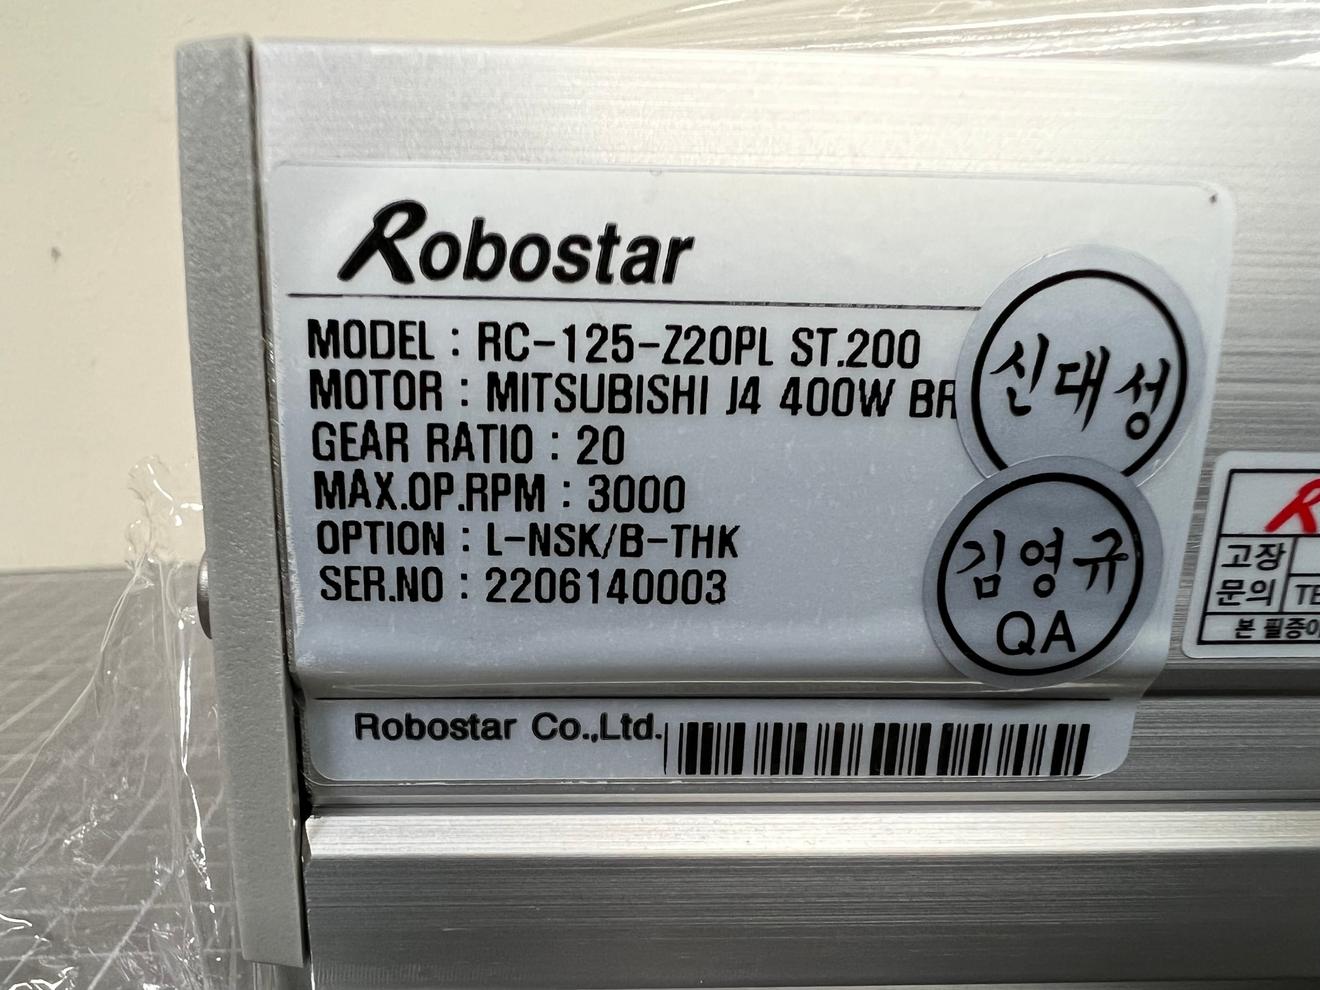 Robostar
MODEL : RC-125-Z20PL ST.200
MOTOR : MITSUBISHI J4 400W
GEAR RATIO : 20
MAX.OP.RPM : 3000
OPTION : L-NSK/B-THK
SER.NO : 2206140003
신대성
김영규
QA
Robostar Co.,Ltd.
고장
문의
본